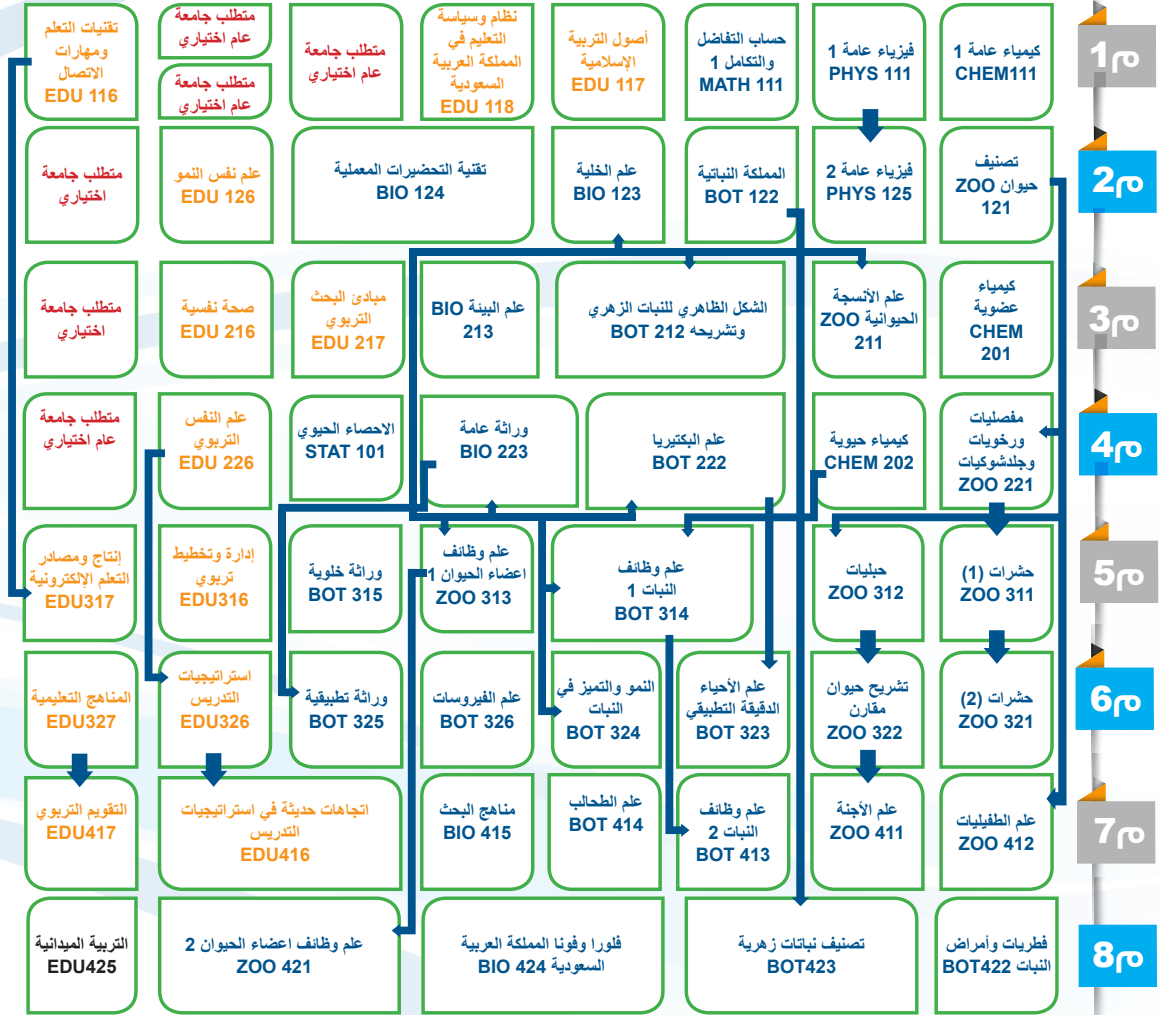 م1
كيمياء عامة 1
CHEM111
فيزياء عامة 1
PHYS 111
حساب التفاضل
والتكامل 1
MATH 111
أصول التربية
الإسلامية
EDU 117
نظام وسياسة
التعليم في
المملكة العربية
السعودية
EDU 118
متطلب جامعة
عام اختياري
متطلب جامعة
عام اختياري
متطلب جامعة
عام اختياري
تقنيات التعلم
ومهارات
الاتصال
EDU 116
م2
تصنيف
حيوان ZOO
121
فيزياء عامة 2
PHYS 125
المملكة النباتية
BOT 122
علم الخلية
BIO 123
تقنية التحضيرات المعملية
BIO 124
علم نفس النمو
EDU 126
متطلب جامعة
اختياري
م3
كيمياء
عضوية
CHEM
201
علم الأنسجة
الحيوانية ZOO
211
الشكل الظاهري للنبات الزهري
وتشريحه BOT 212
علم البيئة BIO
213
مبادئ البحث
التربوي
EDU 217
صحة نفسية
EDU 216
متطلب جامعة
اختياري
م4
مفصليات
ورخويات
وجلدشوكيات
ZOO 221
كيمياء حيوية
CHEM 202
علم البكتيريا
BOT 222
وراثة عامة
BIO 223
الاحصاء الحيوي
STAT 101
علم النفس
التربوي
EDU 226
متطلب جامعة
عام اختياري
م5
حشرات (1)
ZOO 311
حبليات
ZOO 312
علم وظائف
النبات 1
BOT 314
علم وظائف
اعضاء الحيوان 1
ZOO 313
وراثة خلوية
BOT 315
إدارة وتخطيط
تربوي
EDU316
إنتاج ومصادر
التعلم الإلكترونية
EDU317
م6
حشرات (2)
ZOO 321
تشريح حيوان
مقارن
ZOO 322
علم الأحياء
الدقيقة التطبيقي
BOT 323
النمو والتميز في
النبات
BOT 324
علم الفيروسات
BOT 326
وراثة تطبيقية
BOT 325
استراتيجيات
التدريس
EDU326
المناهج التعليمية
EDU327
م7
علم الطفيليات
ZOO 412
علم الأجنة
ZOO 411
علم وظائف
النبات 2
BOT 413
علم الطحالب
BOT 414
مناهج البحث
BIO 415
اتجاهات حديثة في استراتيجيات
التدريس
EDU416
التقويم التربوي
EDU417
م8
فطريات وأمراض
النبات BOT422
تصنيف نباتات زهرية
BOT423
فلورا وفونا المملكة العربية
السعودية BIO 424
علم وظائف اعضاء الحيوان 2
ZOO 421
التربية الميدانية
EDU425